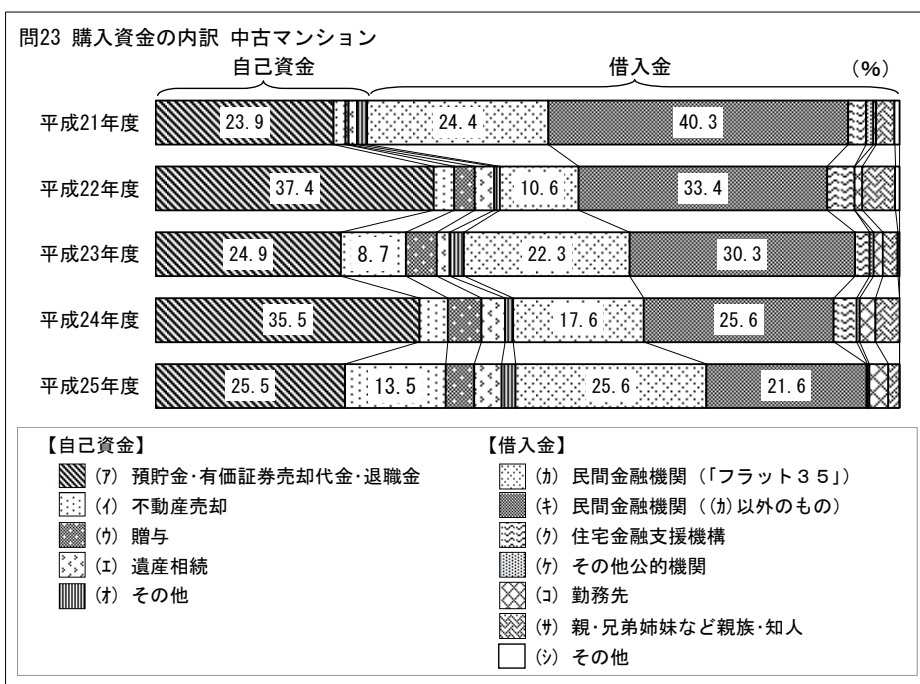 問23 購入資金の内訳 中古マンション
自己資金 借入金 (%)
平成21年度 23.9 24.4 40.3
平成22年度 37.4 10.6 33.4
平成23年度 24.9 8.7 22.3 30.3
平成24年度 35.5 17.6 25.6
平成25年度 25.5 13.5 25.6 21.6
【自己資金】
(ア) 預貯金・有価証券売却代金・退職金
(イ) 不動産売却
(ウ) 贈与
(エ) 遺産相続
(オ) その他
【借入金】
(カ) 民間金融機関(「フラット35」)
(キ) 民間金融機関((カ)以外のもの)
(ク) 住宅金融支援機構
(ケ) その他公的機関
(コ) 勤務先
(サ) 親・兄弟姉妹など親族・知人
(シ) その他